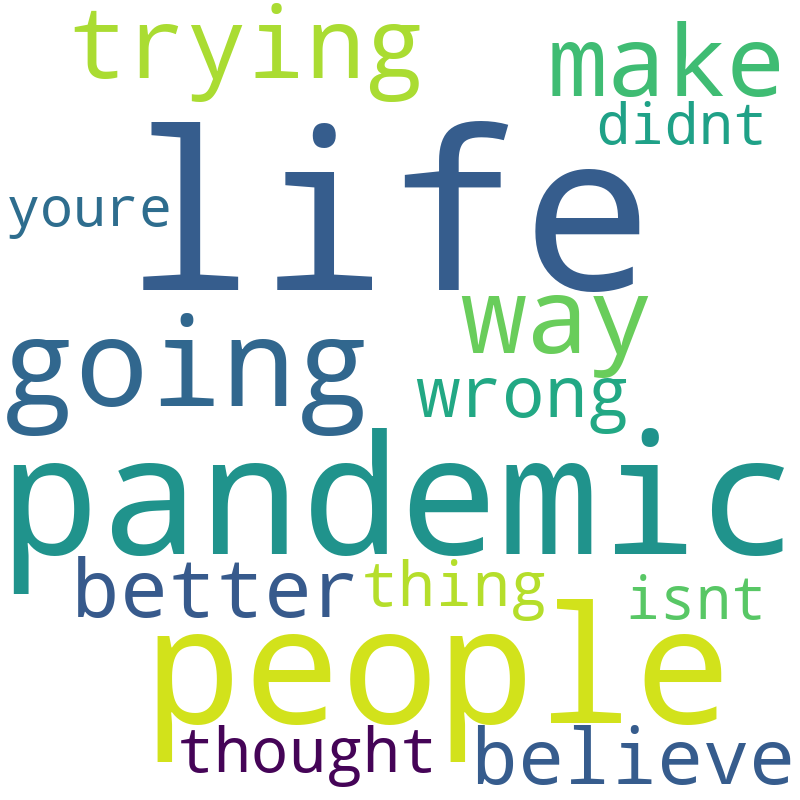 trying
make
didnt
life
youre
way
going
wrong
pandemic
better
thing
isnt
people
thought
believe